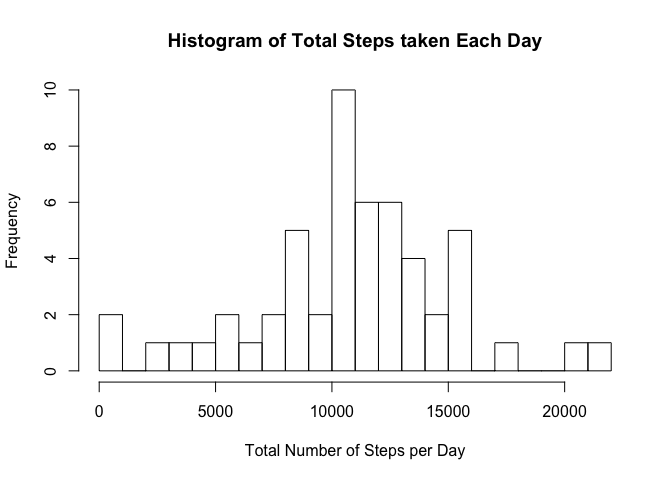 Histogram of Total Steps taken Each Day
Frequency
10
8
6
4
2
0
0 5000 10000 15000 20000
Total Number of Steps per Day